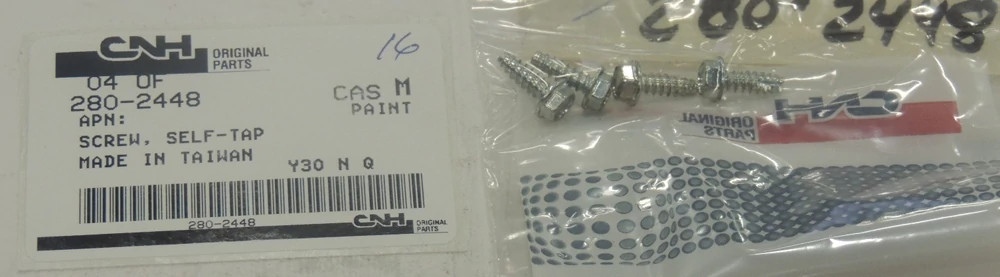 CNH ORIGINAL PARTS
16
04 OF
280-2448
CAS M
PAINT
APN:
SCREW, SELF-TAP
MADE IN TAIWAN
Y30 N Q
280-2448
CNH ORIGINAL PARTS
280-2448
CNH
ORIGINAL
PARTS